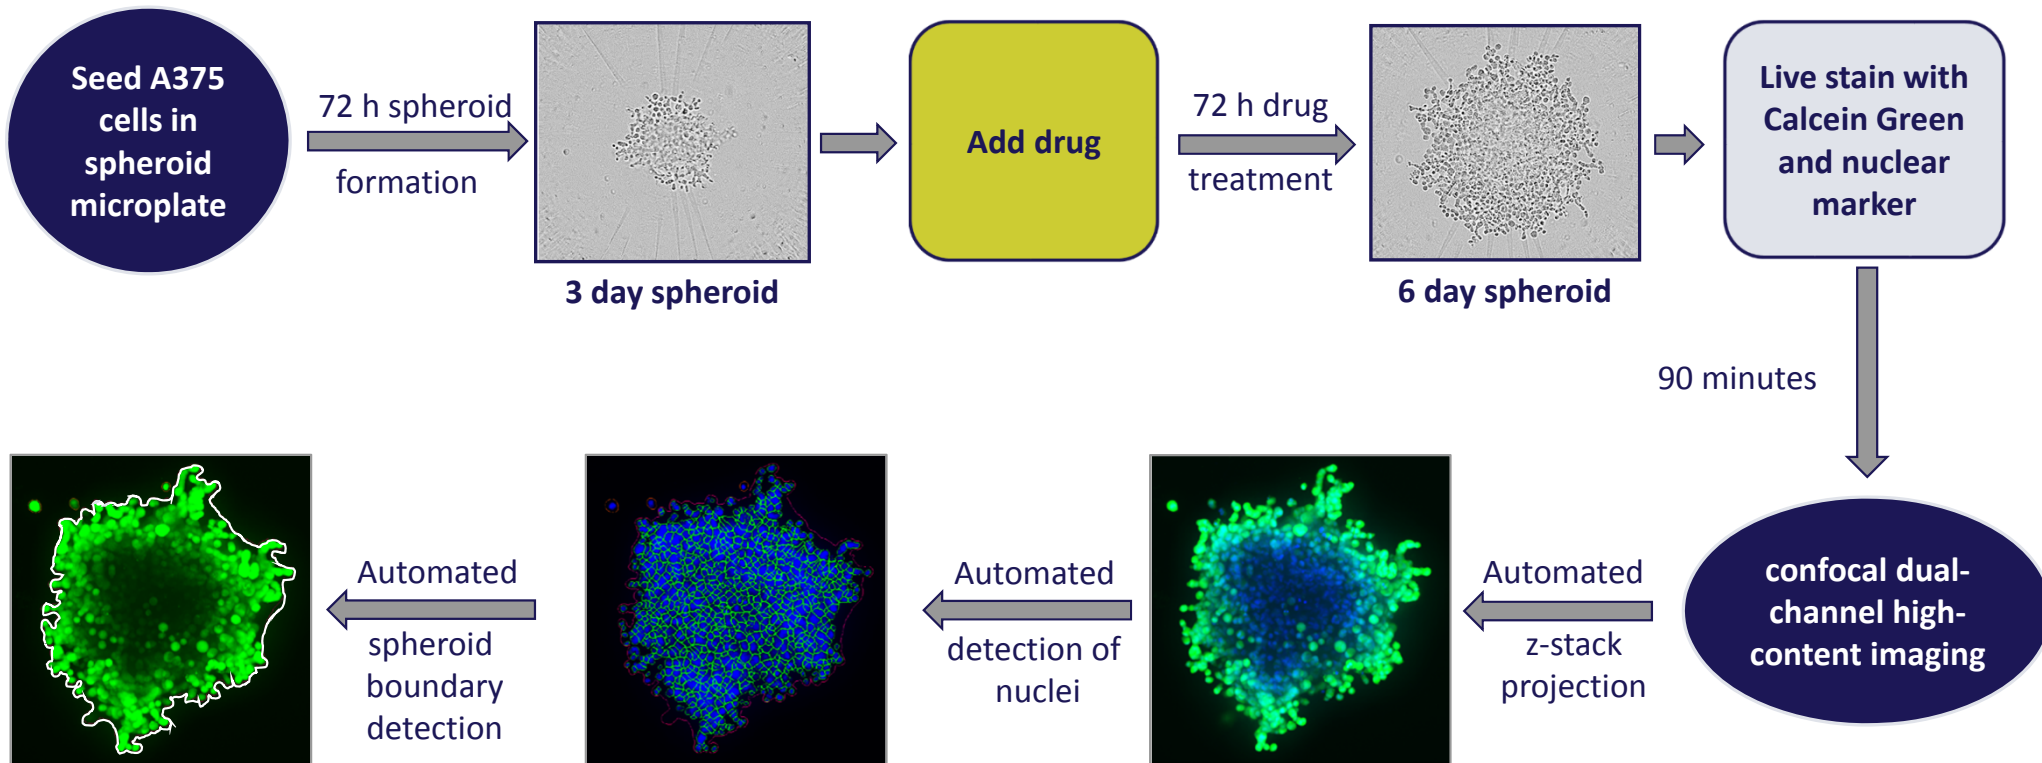 Seed A375
cells in
spheroid
microplate
72 h spheroid
formation
3 day spheroid
Add drug
72 h drug
treatment
6 day spheroid
Live stain with
Calcein Green
and nuclear
marker
90 minutes
confocal dual-
channel high-
content imaging
Automated
z-stack
projection
Automated
detection of
nuclei
Automated
spheroid
boundary
detection